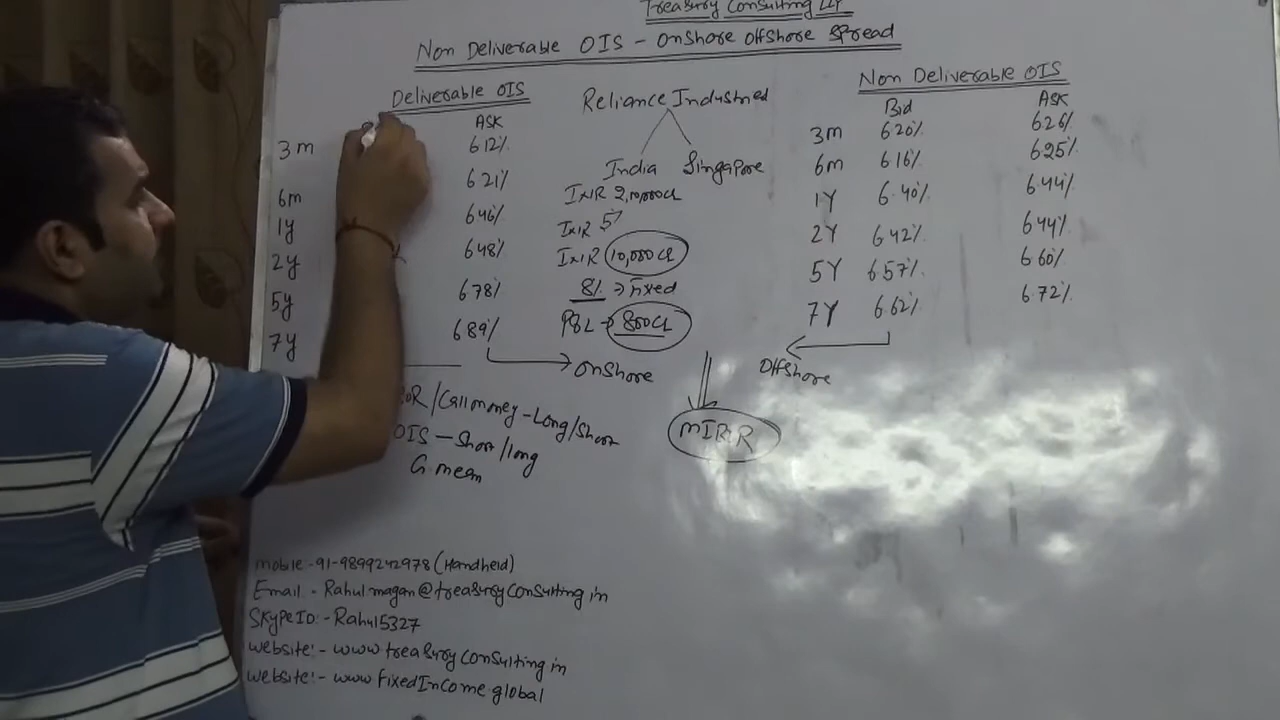 Treasury Consulting LLP
Non Deliverable OIS - Onshore Offshore Spread
Deliverable OIS
ASK
3m 6.12%
6m 6.21%
1y 6.46%
2y 6.48%
5y 6.78%
7y 6.89%
Onshore
Reliance Industries
India Singapore
INR 2,10,000 CR
INR 5
INR 10,000 CR
8% → Fixed
P&L → 800 CR
Non Deliverable OIS
Bid ASK
3m 6.20% 6.26%
6m 6.16% 6.25%
1Y 6.40% 6.44%
2Y 6.42% 6.44%
5Y 6.57% 6.60%
7Y 6.62% 6.72%
Offshore
/Call money - Long/Short
OIS - Short/long
G.mean
Mobile -91-9899242978 (Handheld)
Email - Rahul.magan@treasuryconsulting.in
SkypeID:- Rahul5327
website:- www.treasuryconsulting.in
website:- www.FixedIncome.global